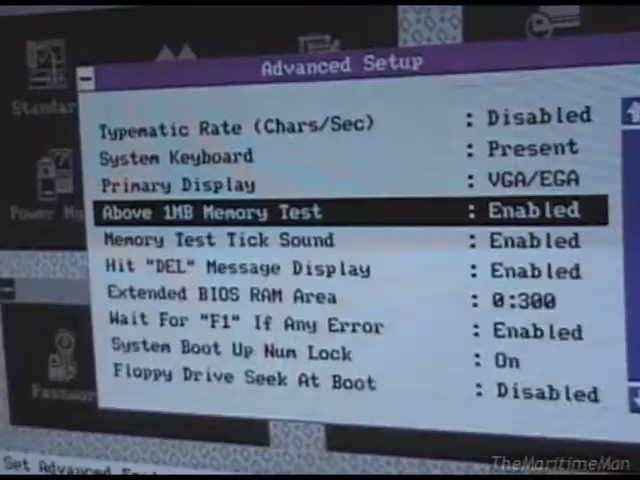 Advanced Setup
Standar
Typematic Rate (Chars/Sec) : Disabled
System Keyboard : Present
Primary Display : VGA/EGA
Power Ma
Above 1MB Memory Test : Enabled
Memory Test Tick Sound : Enabled
Hit "DEL" Message Display : Enabled
Extended BIOS RAM Area : 0:300
Wait For "F1" If Any Error : Enabled
System Boot Up Num Lock : On
Floppy Drive Seek At Boot : Disabled
Passwor
Set Advanced
TheMaritimeMan